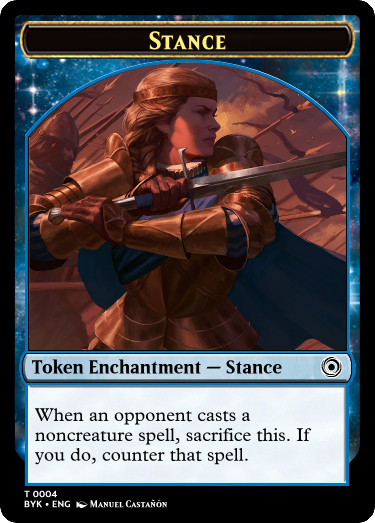 Stance
Token Enchantment — Stance
When an opponent casts a
noncreature spell, sacrifice this. If
you do, counter that spell.
T 0004
BYK • ENG Manuel Castañón